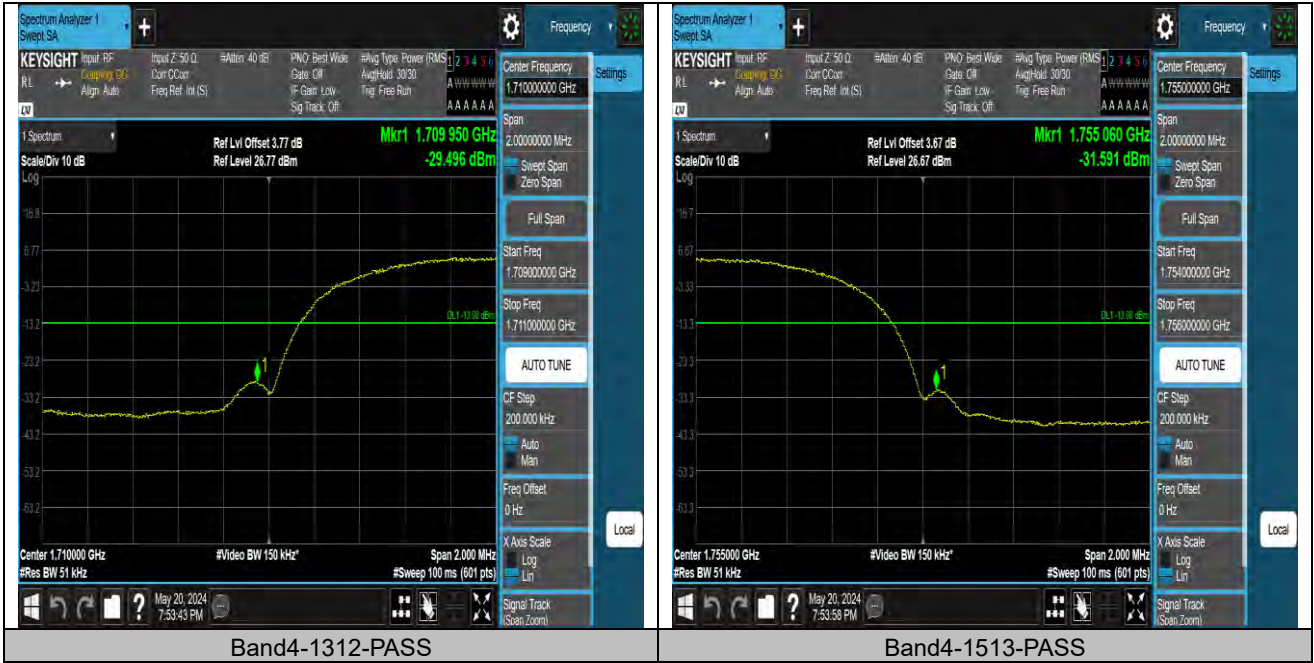 Spectrum Analyzer 1
Swept SA
+
Frequency
KEYSIGHT
Input: RF
Coupling: DC
Align: Auto
Input Z: 50 Ω
Corr CCorr
Freq Ref: Int (S)
#Atten: 40 dB
PNO: Best Wide
Gate: Off
IF Gain: Low
Sig Track: Off
#Avg Type: Power (RMS
Avg|Hold: 30/30
Trig: Free Run
1 2 3 4 5 6
A W W W W W
A A A A A A
RL
LXI
Center Frequency
1.710000000 GHz
Settings
1 Spectrum
Scale/Div 10 dB
Log
Ref Lvl Offset 3.77 dB
Ref Level 26.77 dBm
Mkr1 1.709 950 GHz
-29.496 dBm
Span
2.00000000 MHz
Swept Span
Zero Span
Full Span
Start Freq
1.709000000 GHz
Stop Freq
1.711000000 GHz
AUTO TUNE
CF Step
200.000 kHz
Auto
Man
Freq Offset
0 Hz
X Axis Scale
Log
Lin
Signal Track
(Span Zoom)
Local
16.8
6.77
-3.23
-13.2
-23.2
-33.2
-43.2
-53.2
-63.2
DL1 -13.00 dBm
1
Center 1.710000 GHz
#Res BW 51 kHz
#Video BW 150 kHz*
Span 2.000 MHz
#Sweep 100 ms (601 pts)
?
May 20, 2024
7:53:43 PM
Band4-1312-PASS
Spectrum Analyzer 1
Swept SA
+
Frequency
KEYSIGHT
Input: RF
Coupling: DC
Align: Auto
Input Z: 50 Ω
Corr CCorr
Freq Ref: Int (S)
#Atten: 40 dB
PNO: Best Wide
Gate: Off
IF Gain: Low
Sig Track: Off
#Avg Type: Power (RMS
Avg|Hold: 30/30
Trig: Free Run
1 2 3 4 5 6
A W W W W W
A A A A A A
RL
LXI
Center Frequency
1.755000000 GHz
Settings
1 Spectrum
Scale/Div 10 dB
Log
Ref Lvl Offset 3.67 dB
Ref Level 26.67 dBm
Mkr1 1.755 060 GHz
-31.591 dBm
Span
2.00000000 MHz
Swept Span
Zero Span
Full Span
Start Freq
1.754000000 GHz
Stop Freq
1.756000000 GHz
AUTO TUNE
CF Step
200.000 kHz
Auto
Man
Freq Offset
0 Hz
X Axis Scale
Log
Lin
Signal Track
(Span Zoom)
Local
16.7
6.67
-3.33
-13.3
-23.3
-33.3
-43.3
-53.3
-63.3
DL1 -13.00 dBm
1
Center 1.755000 GHz
#Res BW 51 kHz
#Video BW 150 kHz*
Span 2.000 MHz
#Sweep 100 ms (601 pts)
?
May 20, 2024
7:53:58 PM
Band4-1513-PASS